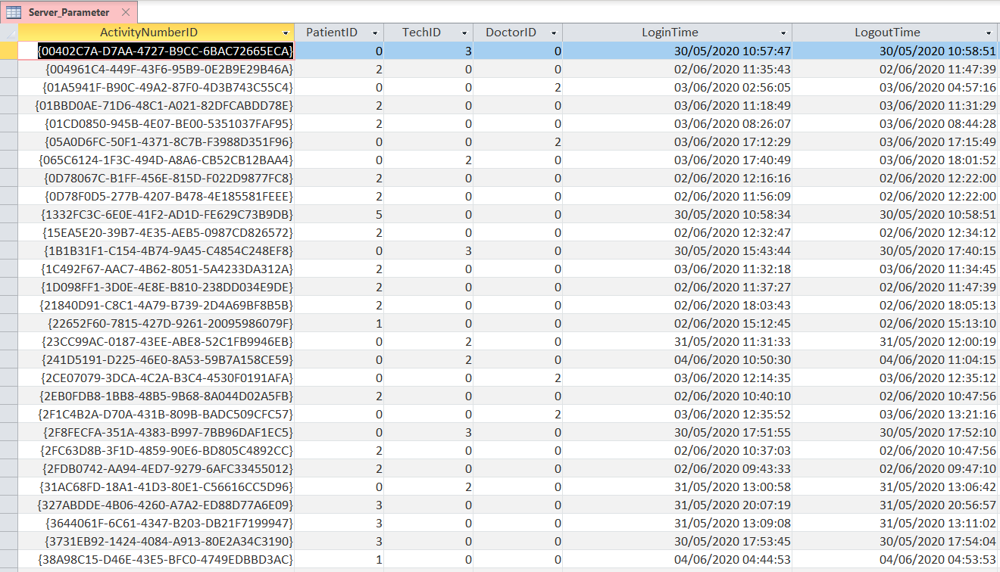 Server_Parameter
ActivityNumberID PatientID TechID DoctorID LoginTime LogoutTime
{00402C7A-D7AA-4727-B9CC-6BAC72665ECA} 0 3 0 30/05/2020 10:57:47 30/05/2020 10:58:51
{004961C4-449F-43F6-95B9-0E2B9E29B46A} 2 0 0 02/06/2020 11:35:43 02/06/2020 11:47:39
{01A5941F-B90C-49A2-87F0-4D3B743C55C4} 0 0 2 03/06/2020 02:56:05 03/06/2020 04:57:16
{01BBD0AE-71D6-48C1-A021-82DFCABDD78E} 2 0 0 03/06/2020 11:18:49 03/06/2020 11:31:29
{01CD0850-945B-4E07-BE00-5351037FAF95} 2 0 0 03/06/2020 08:26:07 03/06/2020 08:44:28
{05A0D6FC-50F1-4371-8C7B-F3988D351F96} 0 0 2 03/06/2020 17:12:29 03/06/2020 17:15:49
{065C6124-1F3C-494D-A8A6-CB52CB12BAA4} 0 2 0 03/06/2020 17:40:49 03/06/2020 18:01:52
{0D78067C-B1FF-456E-815D-F022D9877FC8} 2 0 0 02/06/2020 12:16:16 02/06/2020 12:22:00
{0D78F0D5-277B-4207-B478-4E185581FEEE} 2 0 0 02/06/2020 11:56:09 02/06/2020 12:22:00
{1332FC3C-6E0E-41F2-AD1D-FE629C73B9DB} 5 0 0 30/05/2020 10:58:34 30/05/2020 10:58:51
{15EA5E20-39B7-4E35-AEB5-0987CD826572} 2 0 0 02/06/2020 12:32:47 02/06/2020 12:34:12
{1B1B31F1-C154-4B74-9A45-C4854C248EF8} 0 3 0 30/05/2020 15:43:44 30/05/2020 17:40:15
{1C492F67-AAC7-4B62-8051-5A4233DA312A} 2 0 0 03/06/2020 11:32:18 03/06/2020 11:34:45
{1D098FF1-3D0E-4E8E-B810-238DD034E9DE} 2 0 0 02/06/2020 11:37:27 02/06/2020 11:47:39
{21840D91-C8C1-4A79-B739-2D4A69BF8B5B} 2 0 0 02/06/2020 18:03:43 02/06/2020 18:05:13
{22652F60-7815-427D-9261-20095986079F} 1 0 0 02/06/2020 15:12:45 02/06/2020 15:13:10
{23CC99AC-0187-43EE-ABE8-52C1FB9946EB} 0 2 0 31/05/2020 11:31:33 31/05/2020 12:00:19
{241D5191-D225-46E0-8A53-59B7A158CE59} 0 2 0 04/06/2020 10:50:30 04/06/2020 11:04:15
{2CE07079-3DCA-4C2A-B3C4-4530F0191AFA} 0 0 2 03/06/2020 12:14:35 03/06/2020 12:35:12
{2EB0FDB8-1BB8-48B5-9B68-8A044D02A5FB} 2 0 0 02/06/2020 10:40:10 02/06/2020 10:47:56
{2F1C4B2A-D70A-431B-809B-BADC509CFC57} 0 0 2 03/06/2020 12:35:52 03/06/2020 13:21:16
{2F8FECFA-351A-4383-B997-7BB96DAF1EC5} 0 3 0 30/05/2020 17:51:55 30/05/2020 17:52:10
{2FC63D8B-3F1D-4859-90E6-BD805C4892CC} 2 0 0 02/06/2020 10:37:03 02/06/2020 10:47:56
{2FDB0742-AA94-4ED7-9279-6AFC33455012} 2 0 0 02/06/2020 09:43:33 02/06/2020 09:47:10
{31AC68FD-18A1-41D3-80E1-C56616CC5D96} 0 2 0 31/05/2020 13:00:58 31/05/2020 13:06:42
{327ABDDE-4B06-4260-A7A2-ED88D77A6E09} 3 0 0 31/05/2020 20:07:19 31/05/2020 20:56:57
{3644061F-6C61-4347-B203-DB21F7199947} 3 0 0 31/05/2020 13:09:08 31/05/2020 13:11:02
{3731EB92-1424-4084-A913-80E2A34C3190} 3 0 0 30/05/2020 17:53:45 30/05/2020 17:54:04
{38A98C15-D46E-43E5-BFC0-4749EDBBD3AC} 1 0 0 04/06/2020 04:44:53 04/06/2020 04:53:53